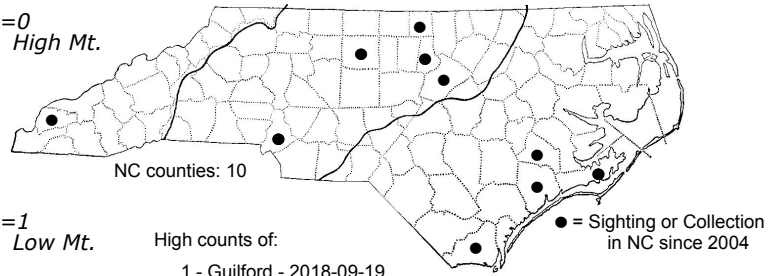 =0
High Mt.
NC counties: 10
=1
Low Mt.
High counts of:
1 - Guilford - 2018-09-19
● = Sighting or Collection
in NC since 2004